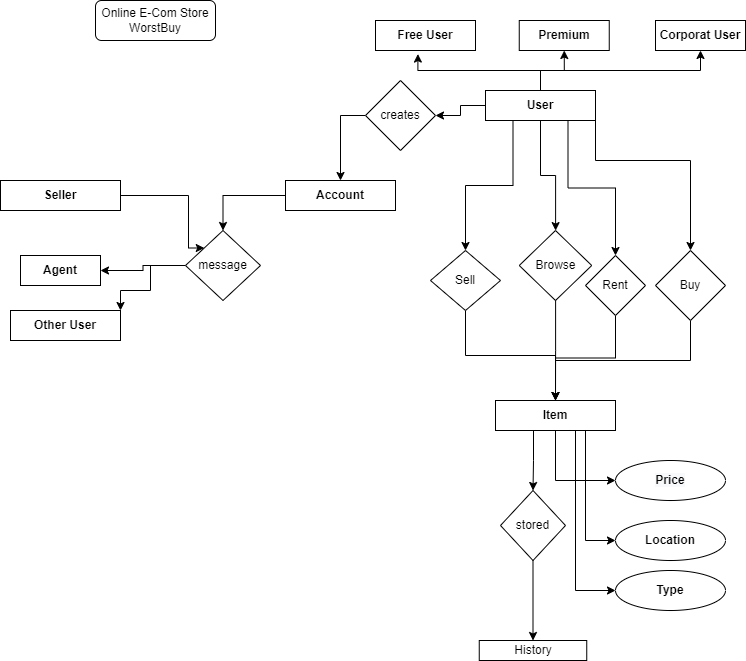 Online E-Com Store
WorstBuy
Free User
Premium
Corporat User
User
creates
Seller
Account
message
Agent
Other User
Sell
Browse
Rent
Buy
Item
Price
stored
Location
Type
History